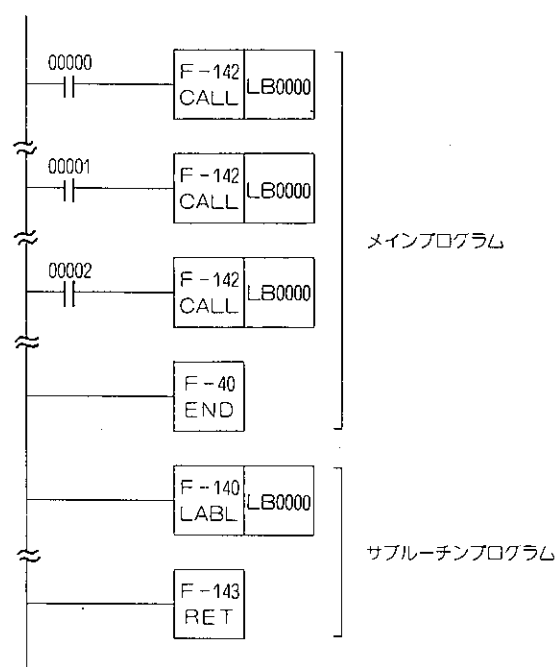 00000
F-142
CALL
LB0000
00001
F-142
CALL
LB0000
00002
F-142
CALL
LB0000
メインプログラム
F-40
END
F-140
LABL
LB0000
サブルーチンプログラム
F-143
RET